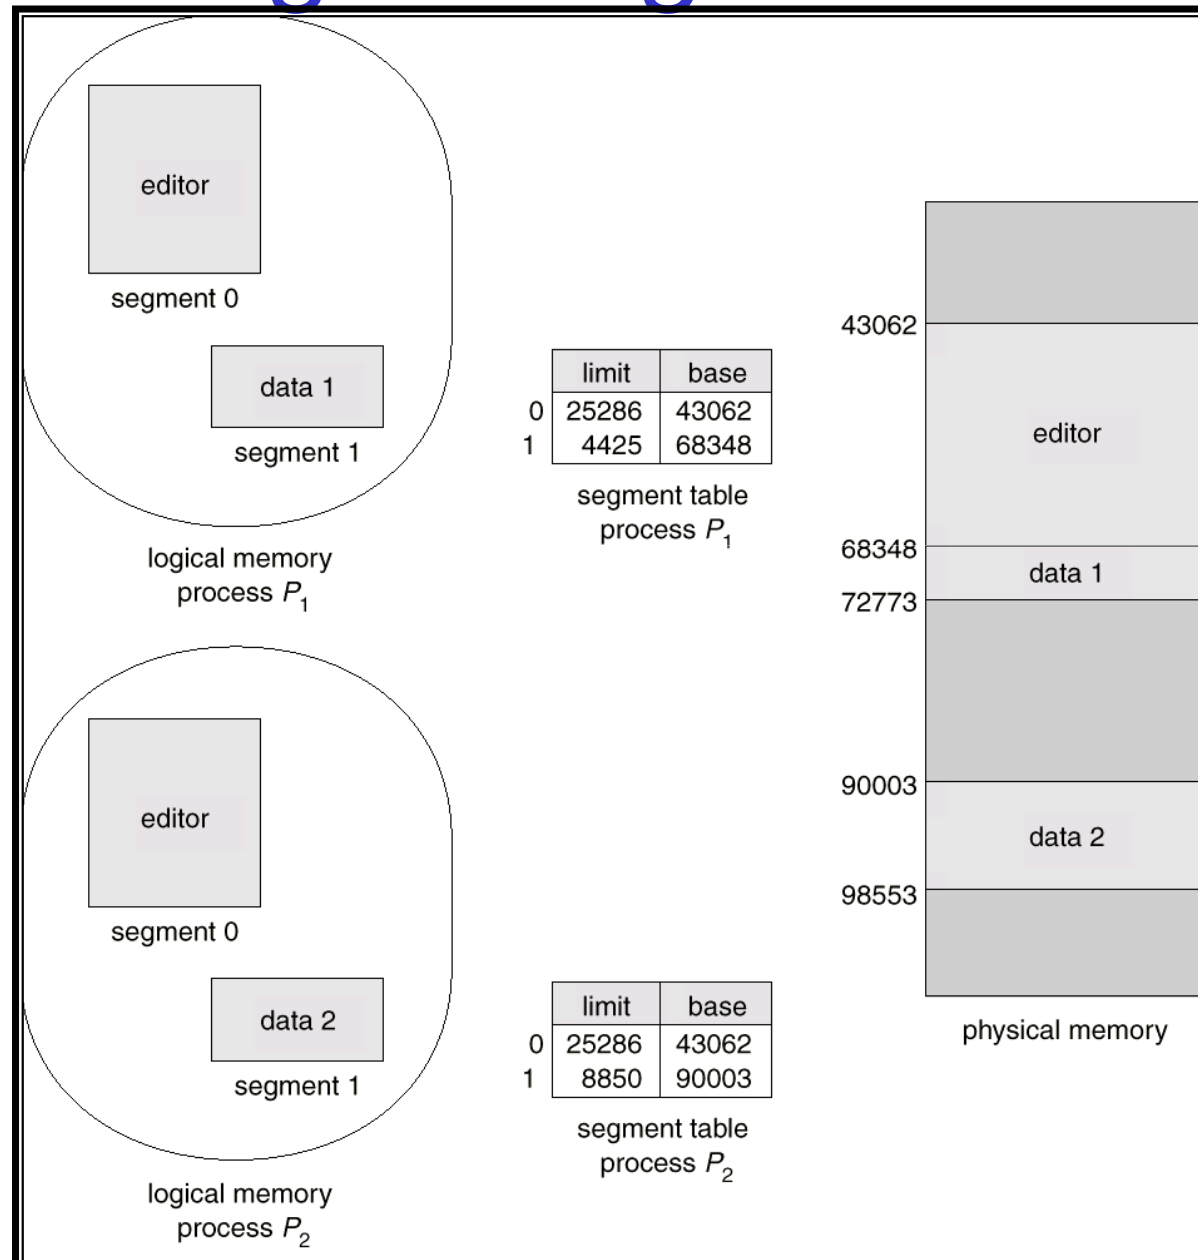 editor
segment 0
data 1
segment 1
logical memory
process P1
limit base
0 25286 43062
1 4425 68348
segment table
process P1
editor
segment 0
data 2
segment 1
logical memory
process P2
limit base
0 25286 43062
1 8850 90003
segment table
process P2
43062
editor
68348
data 1
72773
90003
data 2
98553
physical memory